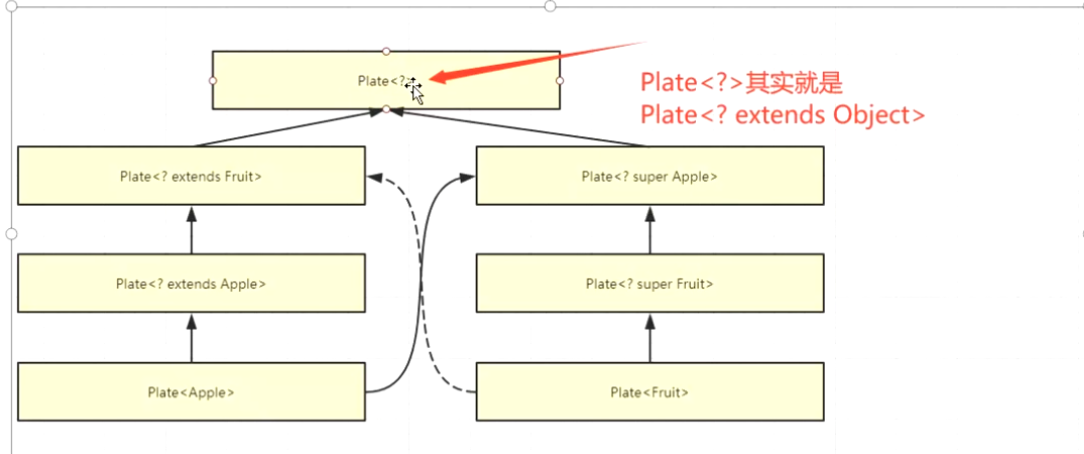 Plate<?>
Plate<?>其实就是
Plate<? extends Object>
Plate<? extends Fruit>
Plate<? super Apple>
Plate<? extends Apple>
Plate<? super Fruit>
Plate<Apple>
Plate<Fruit>